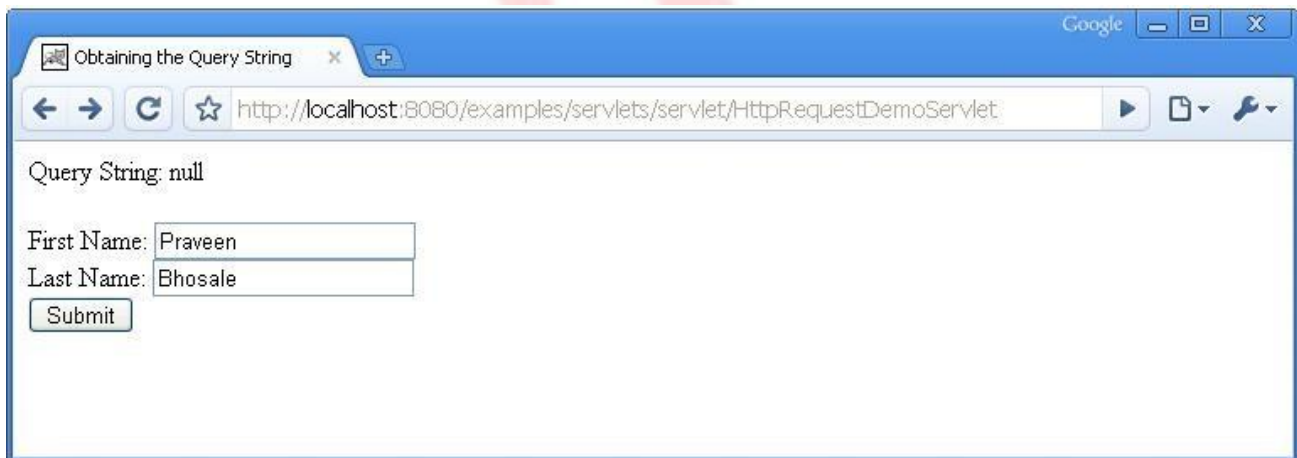 Google
Obtaining the Query String
http://localhost:8080/examples/servlets/servlet/HttpRequestDemoServlet
Query String: null
First Name: Praveen
Last Name: Bhosale
Submit